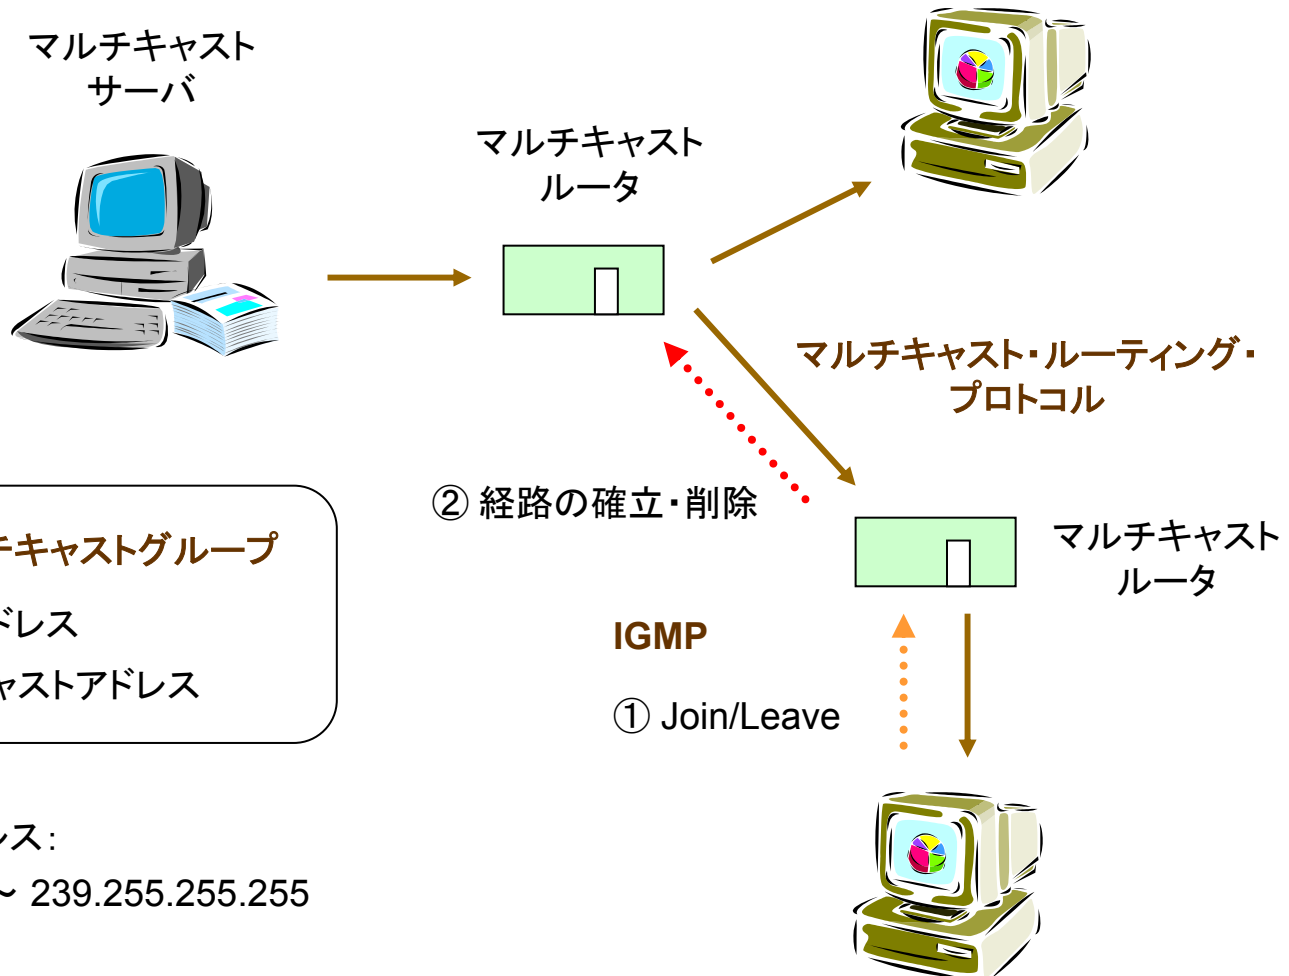 マルチキャスト
サーバ
マルチキャスト
ルータ
マルチキャスト・ルーティング・
プロトコル
② 経路の確立・削除
チキャストグループ
ドレス
ャストアドレス
マルチキャスト
ルータ
IGMP
① Join/Leave
レス：
～ 239.255.255.255